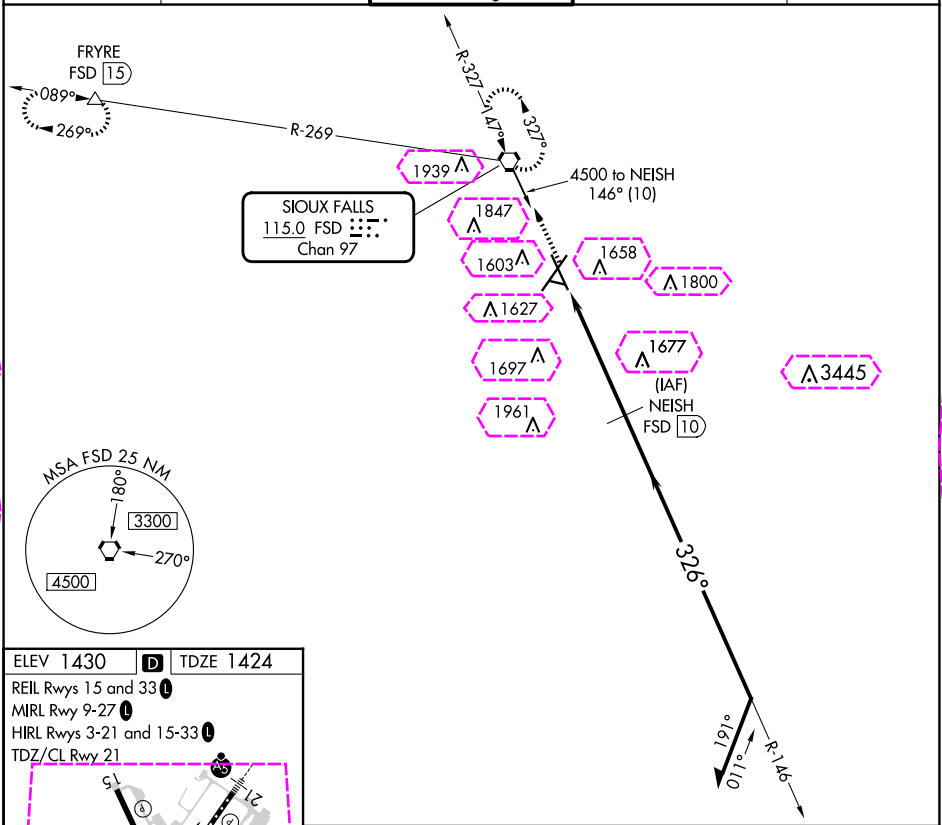 FRYRE
FSD 15
089°
269°
R-269
R-327
147°
327°
4500 to NEISH
146° (10)
SIOUX FALLS
115.0 FSD
Chan 97
1939
1847
1603
1658
1800
1627
1677
1697
3445
1961
(IAF)
NEISH
FSD 10
MSA FSD 25 NM
180°
3300
270°
4500
326°
191°
011°
R-146
ELEV 1430 D TDZE 1424
REIL Rwys 15 and 33 L
MIRL Rwy 9-27 L
HIRL Rwys 3-21 and 15-33 L
TDZ/CL Rwy 21
A5
15
21
P
P